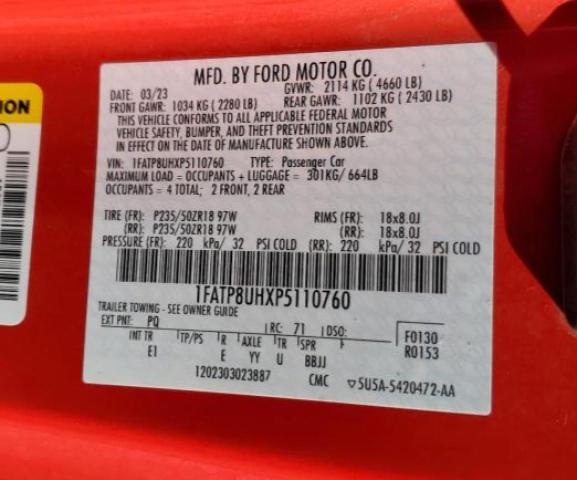 ION
MFD. BY FORD MOTOR CO.
DATE: 03/23 GVWR: 2114 KG ( 4660 LB)
FRONT GAWR: 1034 KG ( 2280 LB) REAR GAWR: 1102 KG ( 2430 LB)
THIS VEHICLE CONFORMS TO ALL APPLICABLE FEDERAL MOTOR
VEHICLE SAFETY, BUMPER, AND THEFT PREVENTION STANDARDS
IN EFFECT ON THE DATE OF MANUFACTURE SHOWN ABOVE.
VIN: 1FATP8UHXP5110760 TYPE: Passenger Car
MAXIMUM LOAD = OCCUPANTS + LUGGAGE = 301KG/ 664LB
OCCUPANTS = 4 TOTAL; 2 FRONT, 2 REAR
TIRE (FR): P235/50ZR18 97W RIMS (FR): 18x8.0J
(RR): P235/50ZR18 97W (RR): 18x8.0J
PRESSURE (FR): 220 kPa/ 32 PSI COLD (RR): 220 kPa/ 32 PSI COLD
1FATP8UHXP5110760
TRAILER TOWING - SEE OWNER GUIDE
EXT PNT: PQ RC: 71 DSO: F0130
INT TR TP/PS R AXLE TR SPR R0153
E1 E YY U BBJJ
1202303023887 CMC ▽5U5A-5420472-AA